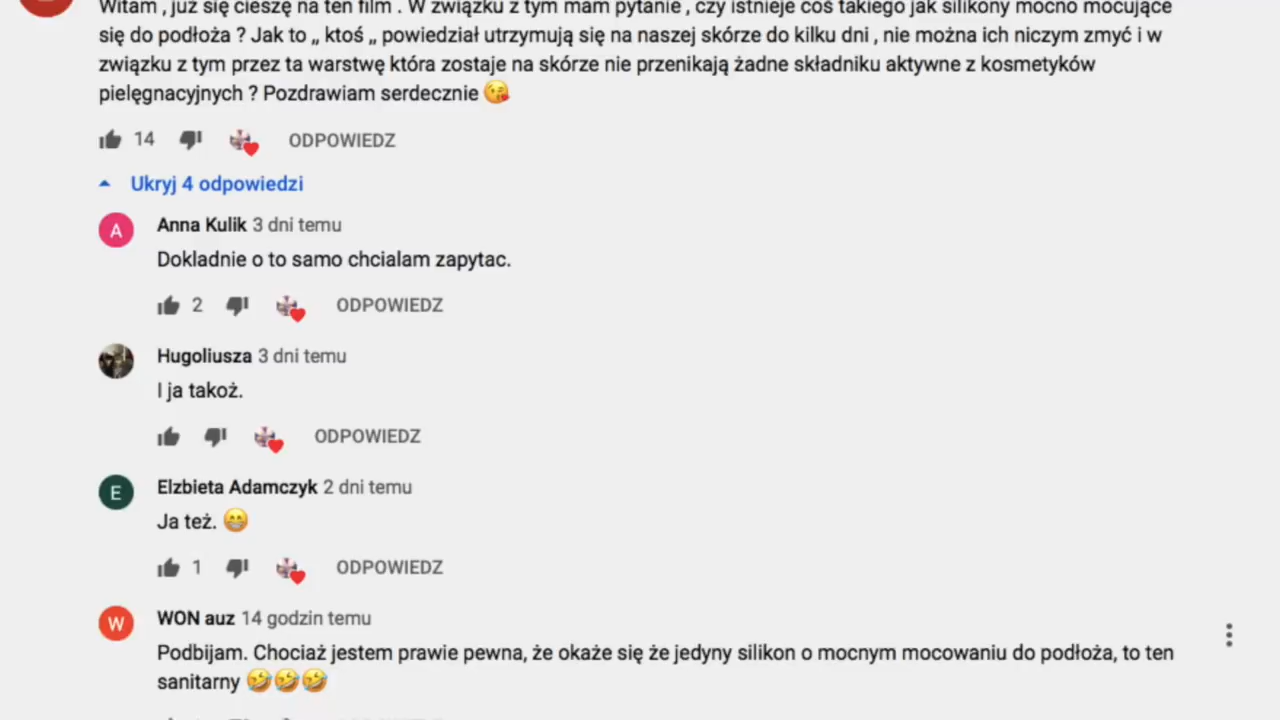 Witam , już się cieszę na ten film . W związku z tym mam pytanie , czy istnieje coś takiego jak silikony mocno mocujące
się do podłoża ? Jak to „ ktoś „ powiedział utrzymują się na naszej skórze do kilku dni , nie można ich niczym zmyć i w
związku z tym przez ta warstwę która zostaje na skórze nie przenikają żadne składniku aktywne z kosmetyków
pielęgnacyjnych ? Pozdrawiam serdecznie 😘
14 ODPOWIEDZ
Ukryj 4 odpowiedzi
A Anna Kulik 3 dni temu
Dokladnie o to samo chcialam zapytac.
2 ODPOWIEDZ
Hugoliusza 3 dni temu
I ja takoż.
ODPOWIEDZ
E Elzbieta Adamczyk 2 dni temu
Ja też. 😁
1 ODPOWIEDZ
W WON auz 14 godzin temu
Podbijam. Chociaż jestem prawie pewna, że okaże się że jedyny silikon o mocnym mocowaniu do podłoża, to ten
sanitarny 🤣🤣🤣